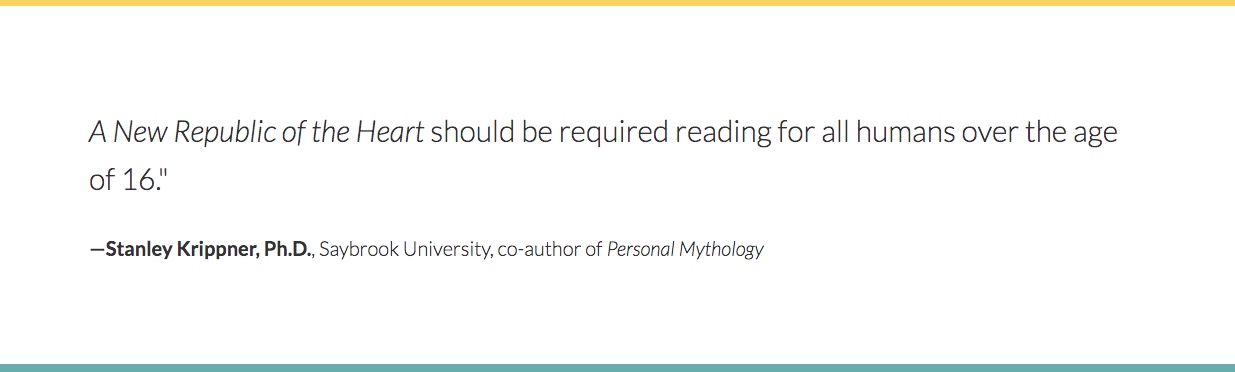 A New Republic of the Heart should be required reading for all humans over the age
of 16."
—Stanley Krippner, Ph.D., Saybrook University, co-author of Personal Mythology